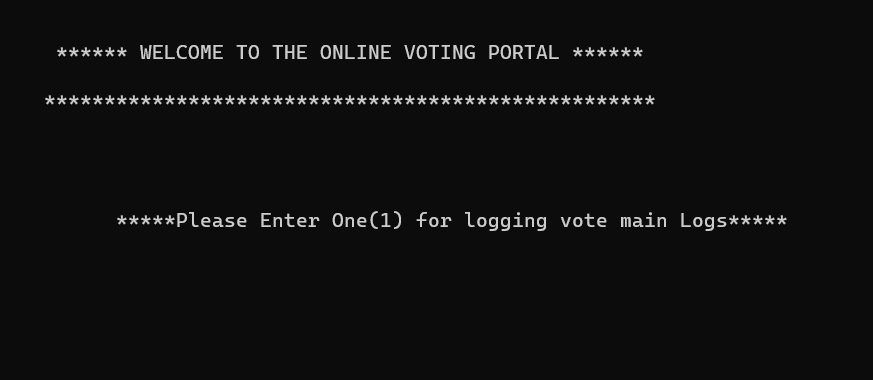 ****** WELCOME TO THE ONLINE VOTING PORTAL ******
***************************************************
*****Please Enter One(1) for logging vote main Logs*****